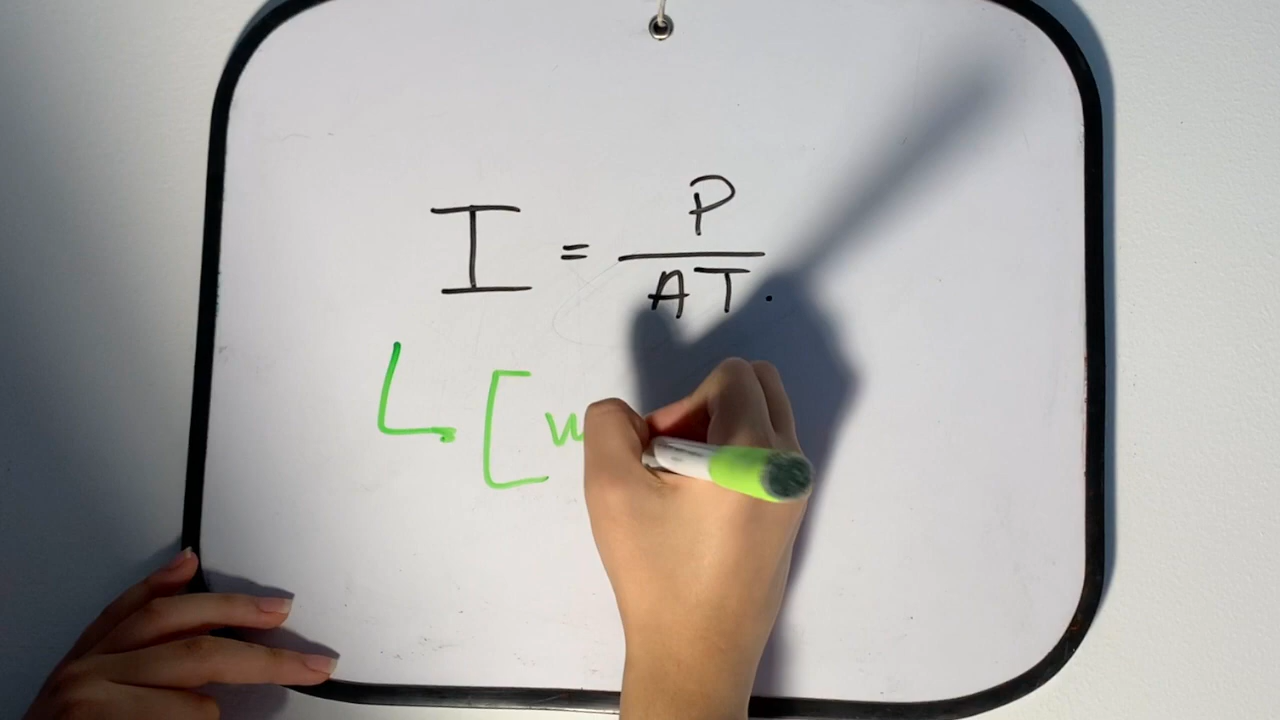 I = P / AT.
[w